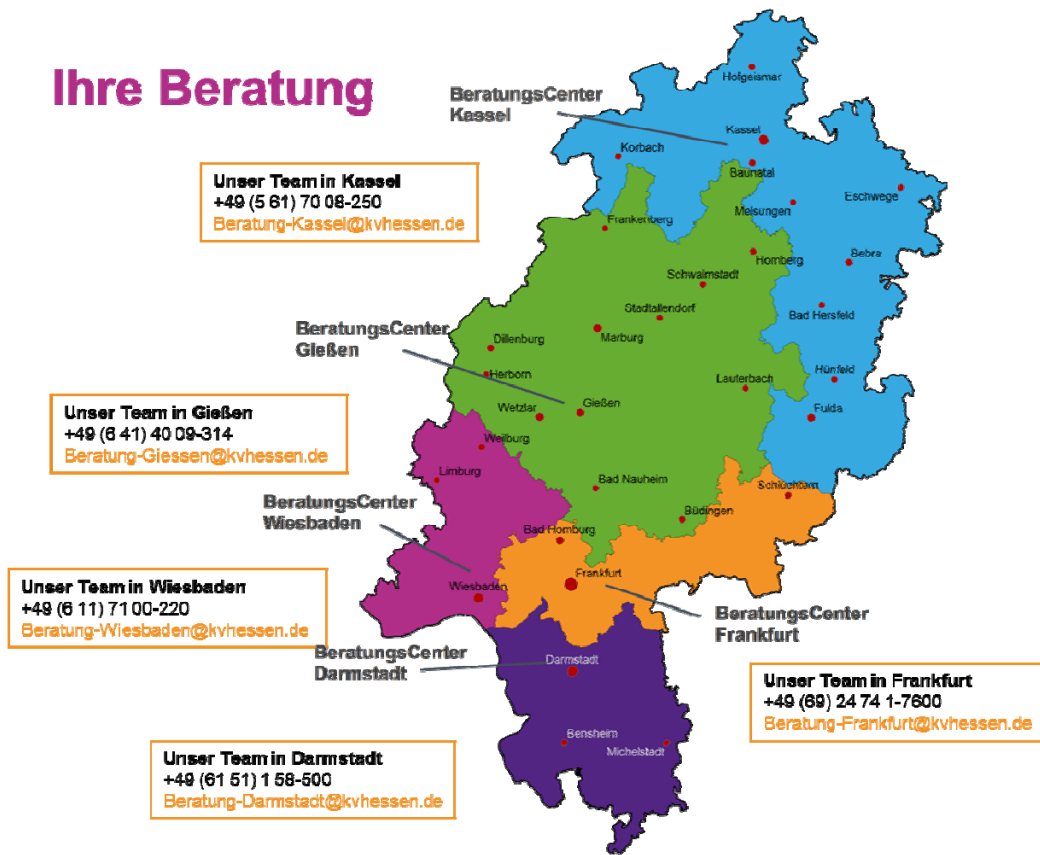 Ihre Beratung
Hofgeismar
BeratungsCenter
Kassel
Kassel
Korbach
Baunatal
Unser Team in Kassel
+49 (5 61) 70 08-250
Beratung-Kassel@kvhessen.de
Eschwege
Melsungen
Frankenberg
Homberg
Bebra
Schwalmstadt
Stadtallendorf
Bad Hersfeld
BeratungsCenter
Gießen
Dillenburg
Marburg
Herborn
Hünfeld
Lauterbach
Unser Team in Gießen
+49 (6 41) 40 09-314
Beratung-Giessen@kvhessen.de
Wetzlar
Gießen
Fulda
Weilburg
Limburg
Bad Nauheim
Schlüchtern
BeratungsCenter
Wiesbaden
Büdingen
Bad Homburg
Frankfurt
Unser Team in Wiesbaden
+49 (6 11) 71 00-220
Beratung-Wiesbaden@kvhessen.de
Wiesbaden
BeratungsCenter
Frankfurt
BeratungsCenter
Darmstadt
Darmstadt
Unser Team in Frankfurt
+49 (69) 24 74 1-7600
Beratung-Frankfurt@kvhessen.de
Bensheim
Michelstadt
Unser Team in Darmstadt
+49 (61 51) 1 58-500
Beratung-Darmstadt@kvhessen.de